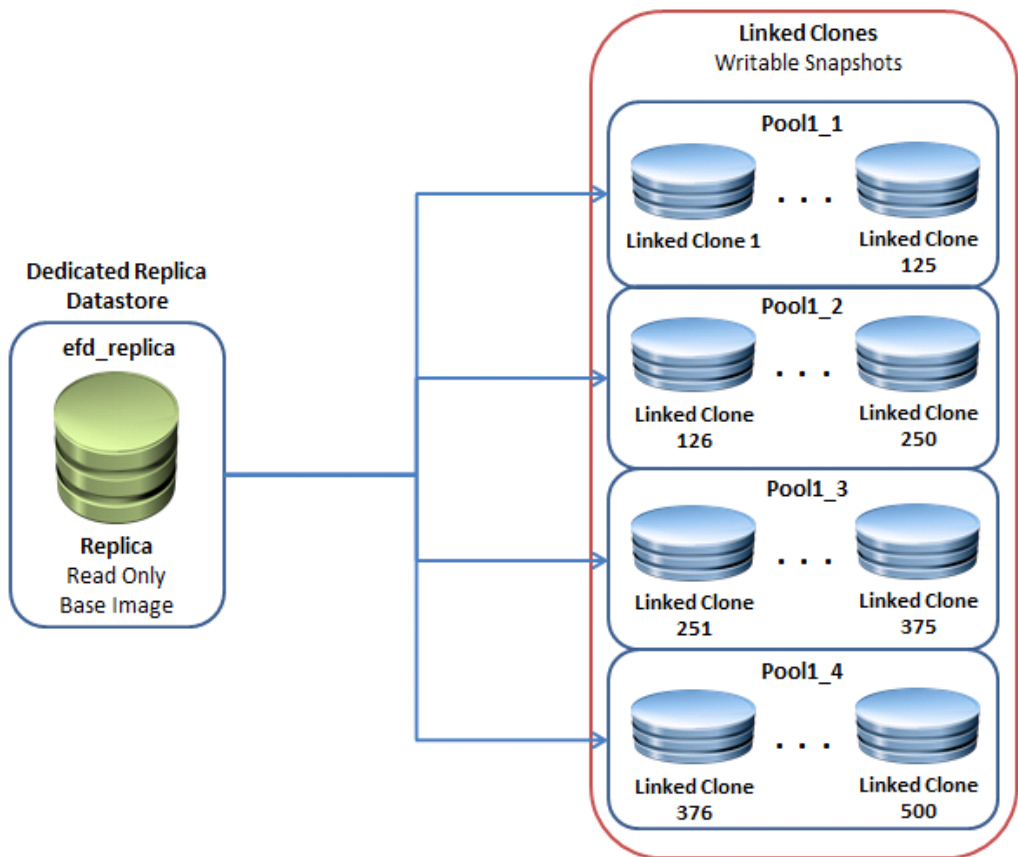 Linked Clones
Writable Snapshots
Pool1_1
. . .
Linked Clone 1
Linked Clone
125
Dedicated Replica
Datastore
efd_replica
Replica
Read Only
Base Image
Pool1_2
. . .
Linked Clone
126
Linked Clone
250
Pool1_3
. . .
Linked Clone
251
Linked Clone
375
Pool1_4
. . .
Linked Clone
376
Linked Clone
500